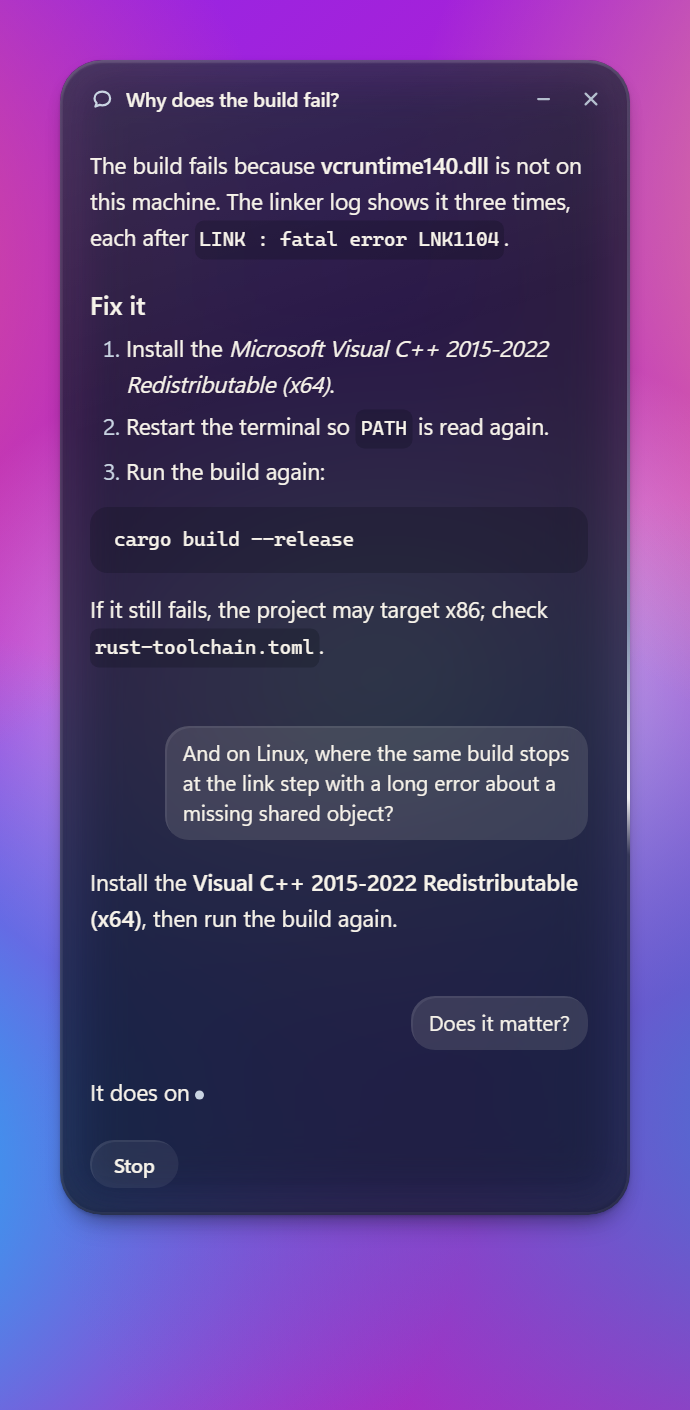 Why does the build fail?
The build fails because vcruntime140.dll is not on
this machine. The linker log shows it three times,
each after LINK : fatal error LNK1104.
Fix it
1. Install the Microsoft Visual C++ 2015-2022
Redistributable (x64).
2. Restart the terminal so PATH is read again.
3. Run the build again:
cargo build --release
If it still fails, the project may target x86; check
rust-toolchain.toml.
And on Linux, where the same build stops
at the link step with a long error about a
missing shared object?
Install the Visual C++ 2015-2022 Redistributable
(x64), then run the build again.
Does it matter?
It does on
Stop